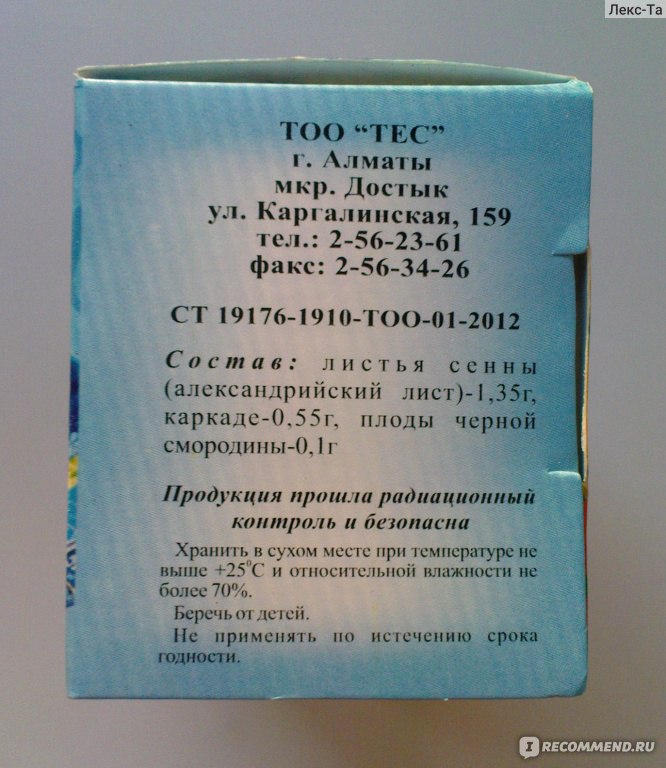 Лекс-Та
ТОО “ТЕС”
г. Алматы
мкр. Достык
ул. Каргалинская, 159
тел.: 2-56-23-61
факс: 2-56-34-26
СТ 19176-1910-ТОО-01-2012
Состав: листья сенны
(александрийский лист)-1,35г,
каркаде-0,55г, плоды черной
смородины-0,1г
Продукция прошла радиационный
контроль и безопасна
Хранить в сухом месте при температуре не
выше +25°С и относительной влажности не
более 70%.
Беречь от детей.
Не применять по истечению срока
годности.
I RECOMMEND.RU